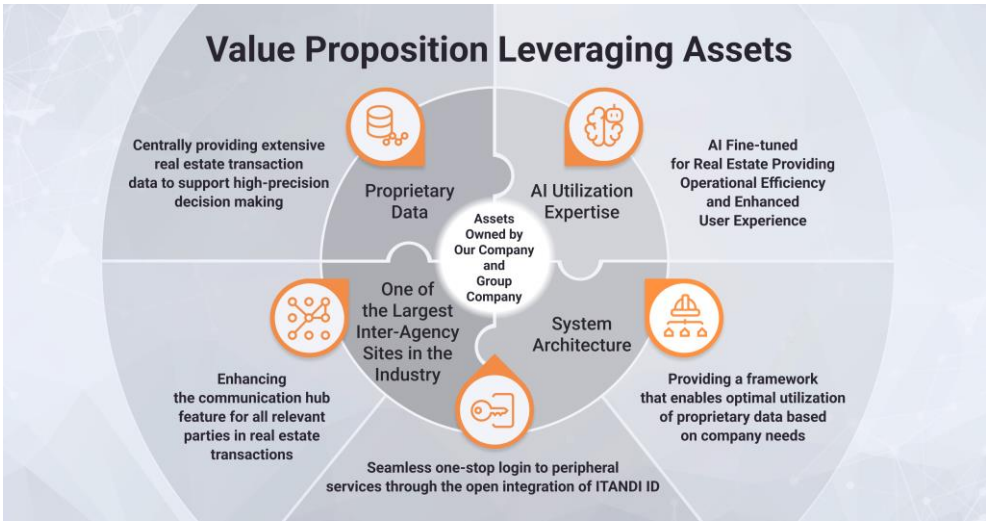 Value Proposition Leveraging Assets
Centrally providing extensive
real estate transaction
data to support high-precision
decision making
Proprietary
Data
AI Utilization
Expertise
AI Fine-tuned
for Real Estate Providing
Operational Efficiency
and Enhanced
User Experience
Assets
Owned by
Our Company
and
Group
Company
One of
the Largest
Inter-Agency
Sites in the
Industry
System
Architecture
Enhancing
the communication hub
feature for all relevant
parties in real estate
transactions
Providing a framework
that enables optimal utilization
of proprietary data based
on company needs
Seamless one-stop login to peripheral
services through the open integration of ITANDI ID